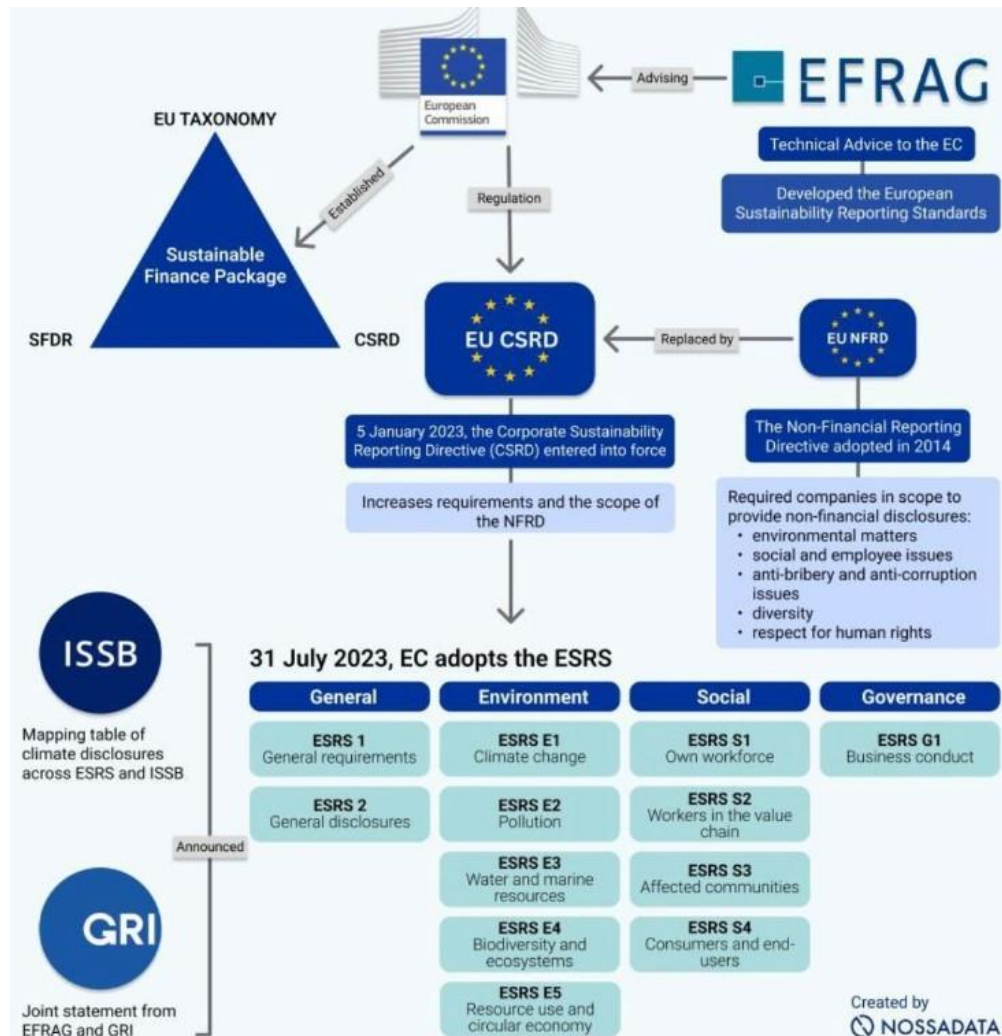 European
Commission
Advising
EFRAG
EU TAXONOMY
Technical Advice to the EC
Established
Regulation
Developed the European
Sustainability Reporting Standards
Sustainable
Finance Package
SFDR
CSRD
EU CSRD
Replaced by
EU NFRD
5 January 2023, the Corporate Sustainability
Reporting Directive (CSRD) entered into force
The Non-Financial Reporting
Directive adopted in 2014
Increases requirements and the scope of
the NFRD
Required companies in scope to
provide non-financial disclosures:
• environmental matters
• social and employee issues
• anti-bribery and anti-corruption
issues
• diversity
• respect for human rights
ISSB
Mapping table of
climate disclosures
across ESRS and ISSB
Announced
GRI
Joint statement from
EFRAG and GRI
31 July 2023, EC adopts the ESRS
General
ESRS 1
General requirements
ESRS 2
General disclosures
Environment
ESRS E1
Climate change
ESRS E2
Pollution
ESRS E3
Water and marine
resources
ESRS E4
Biodiversity and
ecosystems
ESRS E5
Resource use and
circular economy
Social
ESRS S1
Own workforce
ESRS S2
Workers in the value
chain
ESRS S3
Affected communities
ESRS S4
Consumers and end-
users
Governance
ESRS G1
Business conduct
Created by
NOSSADATA